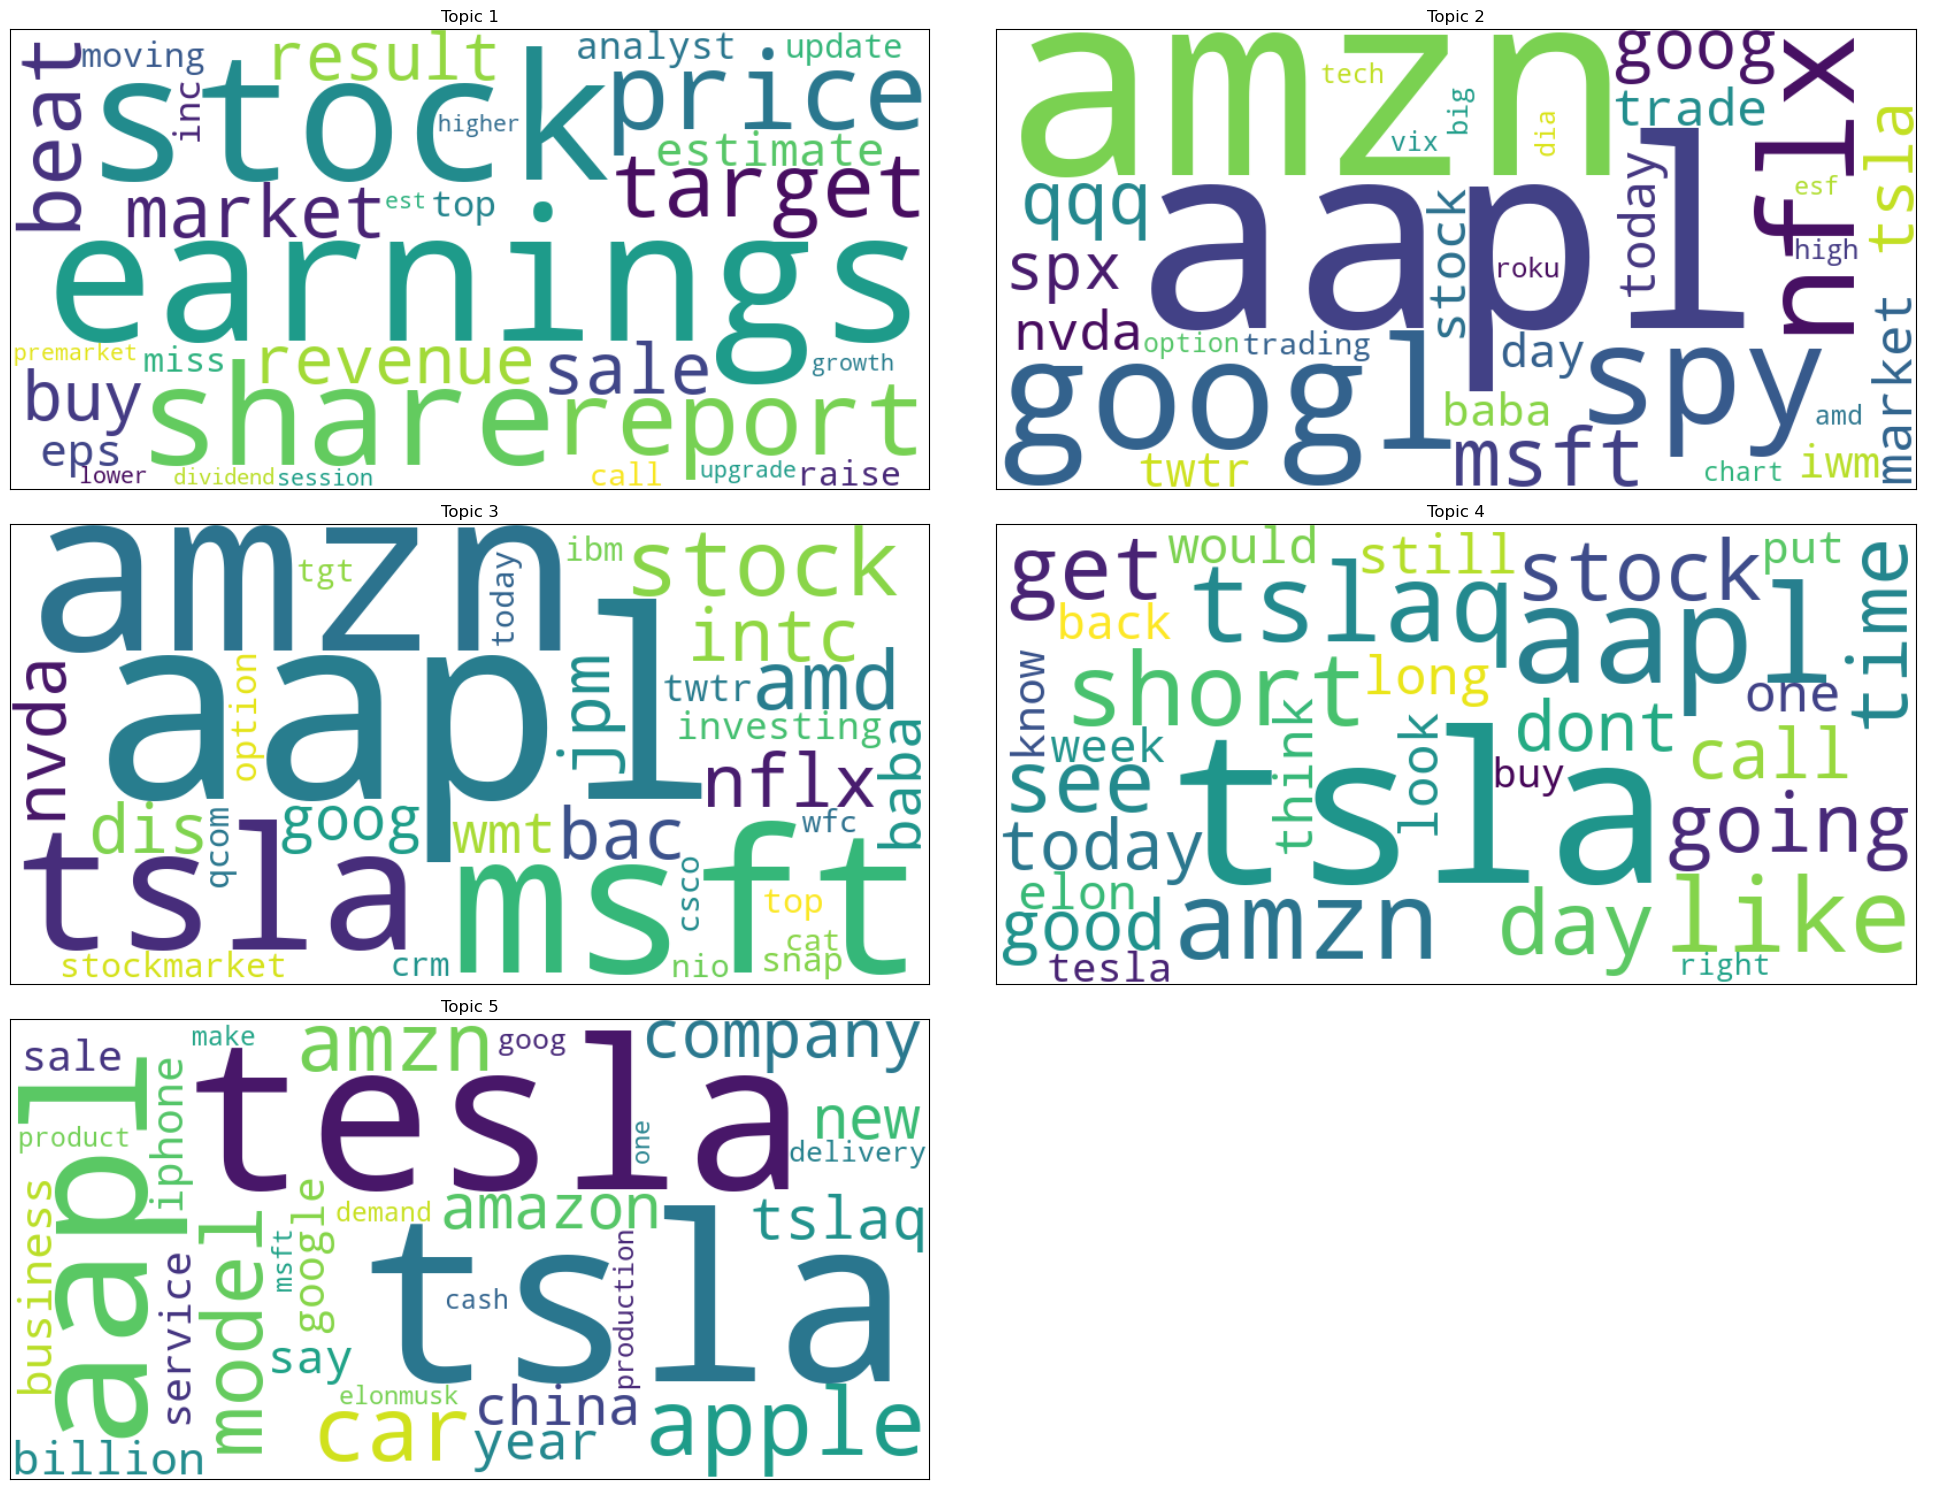 Topic 1
beat
moving
inc
result
analyst
update
stock
higher
price
estimate
target
market
est
top
earnings
premarket
miss
revenue
sale
growth
buy
share
report
eps
lower
dividend
session
call
upgrade
raise
Topic 2
amzn
tech
goog
big
trade
nflx
vix
dia
tsla
qqq
aapl
stock
today
esf
spx
roku
high
nvda
option
trading
day
market
googl
spy
baba
amd
msft
twtr
chart
iwm
Topic 3
amzn
tgt
today
ibm
stock
intc
nvda
aapl
option
jpm
twtr
amd
investing
nflx
baba
dis
qcom
goog
wmt
bac
wfc
tsla
msft
csco
top
cat
stockmarket
crm
nio
snap
Topic 4
get
would
still
stock
put
time
back
tslaq
aapl
know
short
long
one
week
think
look
dont
call
see
tsla
buy
going
today
elon
good
amzn
day
like
tesla
right
Topic 5
sale
make
amzn
goog
company
aapl
iphone
tesla
new
product
one
delivery
business
service
model
google
demand
amazon
tslaq
msft
tsla
cash
production
say
elonmusk
china
car
year
apple
billion